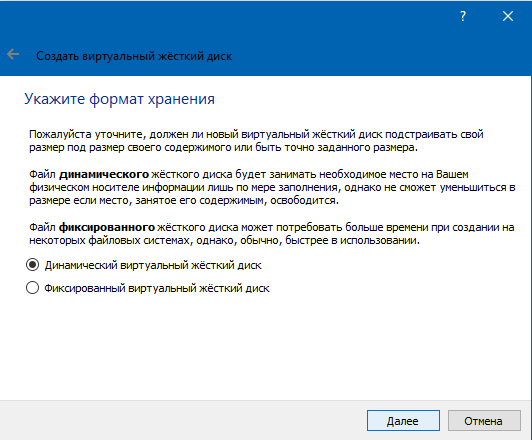 ?
Создать виртуальный жёсткий диск
Укажите формат хранения
Пожалуйста уточните, должен ли новый виртуальный жёсткий диск подстраивать свой
размер под размер своего содержимого или быть точно заданного размера.
Файл динамического жёсткого диска будет занимать необходимое место на Вашем
физическом носителе информации лишь по мере заполнения, однако не сможет уменьшиться в
размере если место, занятое его содержимым, освободится.
Файл фиксированного жёсткого диска может потребовать больше времени при создании на
некоторых файловых системах, однако, обычно, быстрее в использовании.
Динамический виртуальный жёсткий диск
Фиксированный виртуальный жёсткий диск
Далее
Отмена